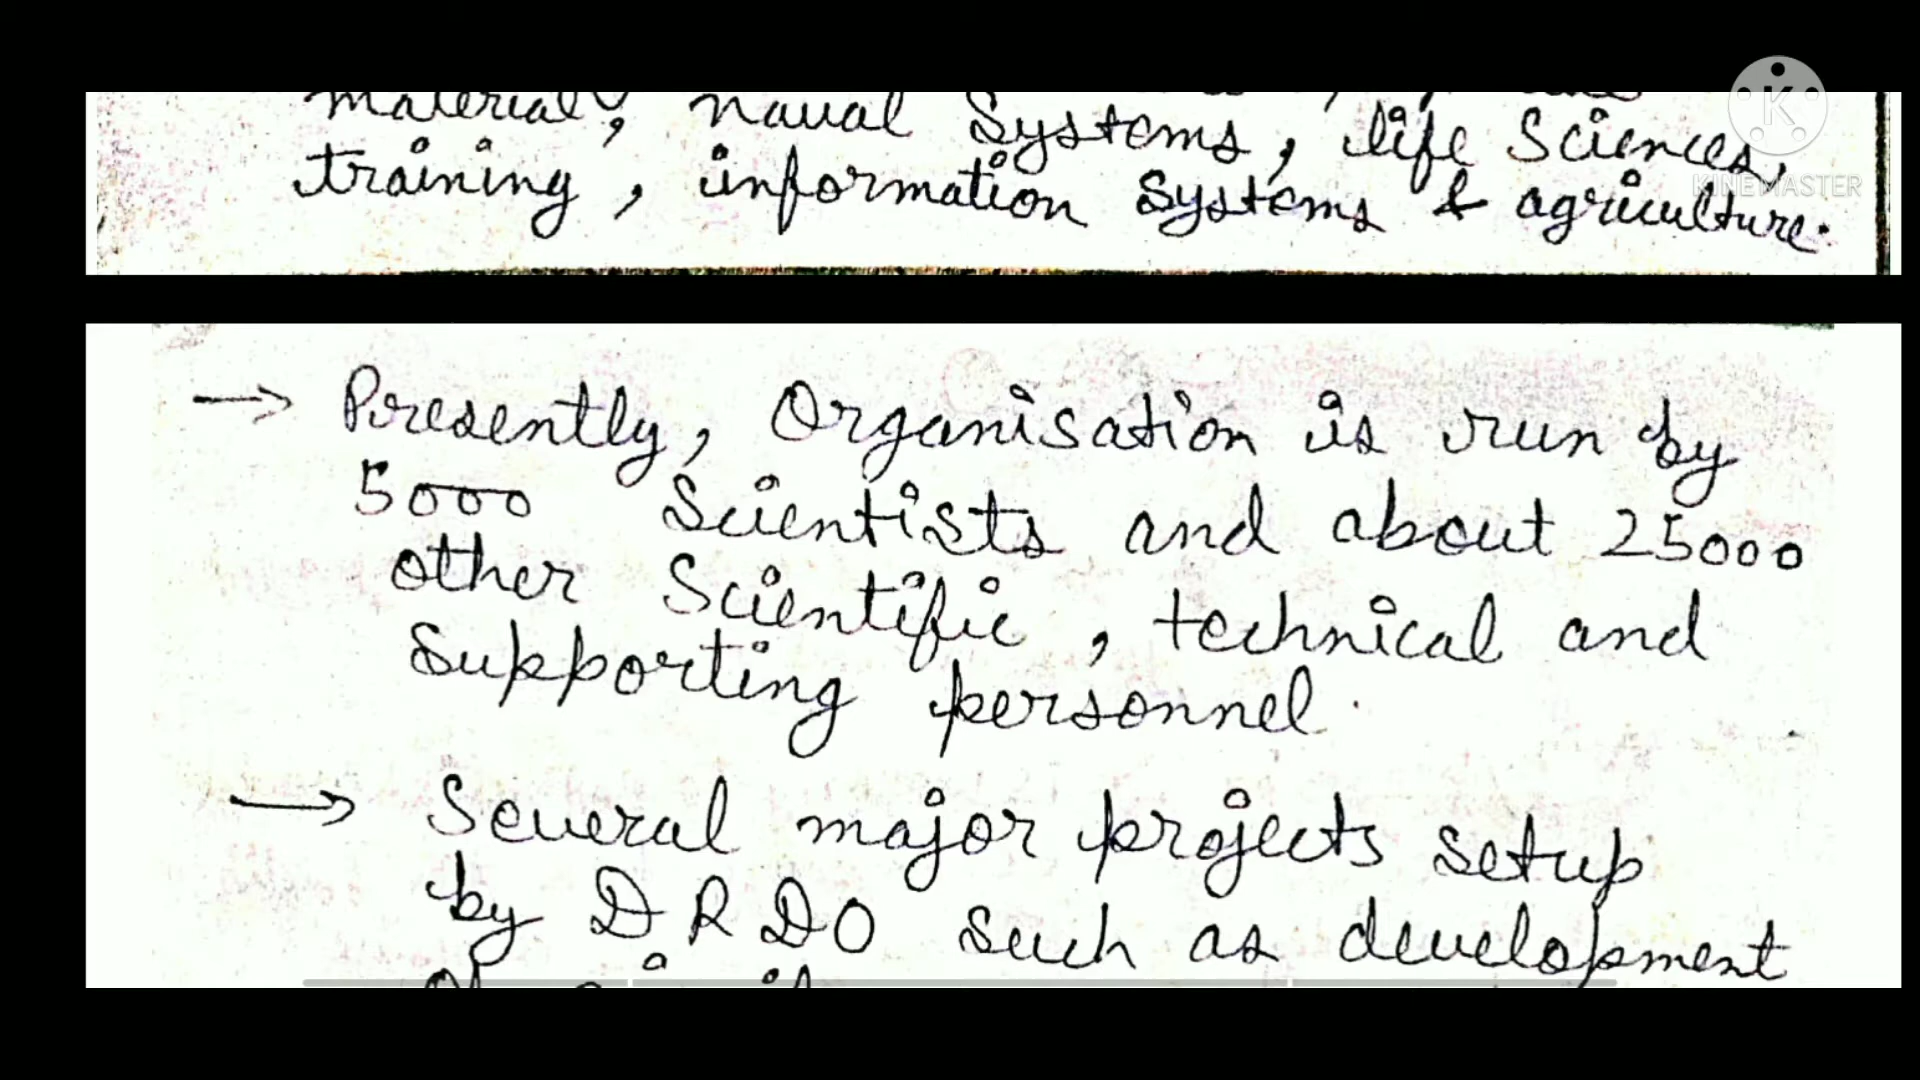 material, naval Systems, life Sciences,
training, information Systems & agriculture.
K
KINEMASTER
→ Presently, Organisation is run by
5000 Scientists and about 25000
other Scientific, technical and
Supporting personnel.
→ Several major projects setup
by DRDO such as development